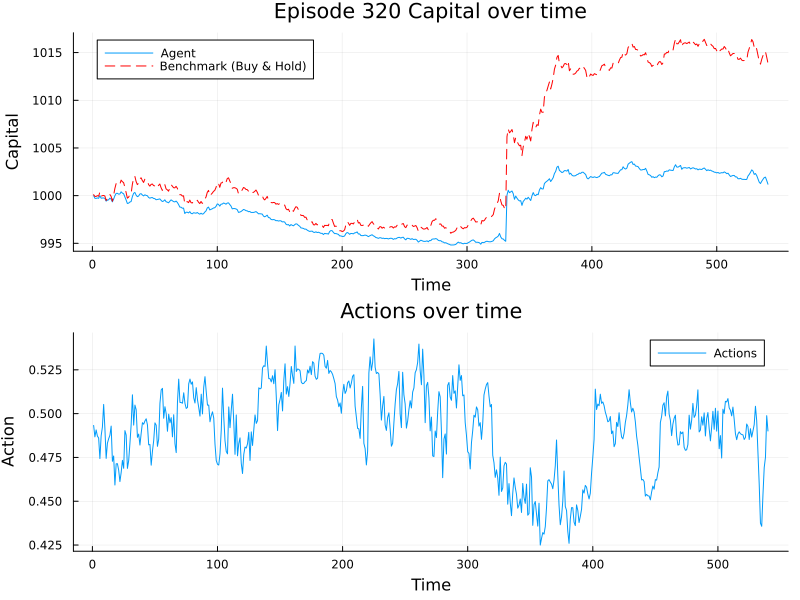 Episode 320 Capital over time
Capital
1015
1010
1005
1000
995
Agent
Benchmark (Buy & Hold)
0
100
200
300
400
500
Time
Actions over time
Action
0.525
0.500
0.475
0.450
0.425
Actions
0
100
200
300
400
500
Time